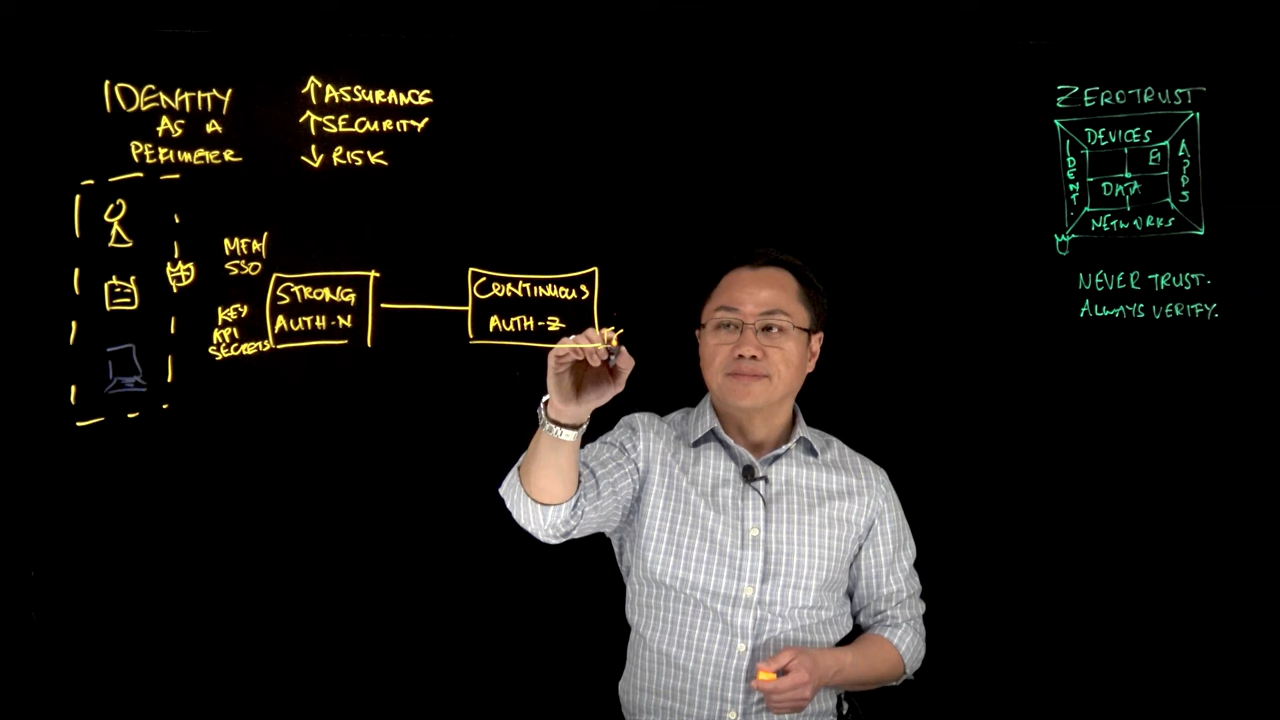 IDENTITY
AS A
PERIMETER
↑ ASSURANCE
↑ SECURITY
↓ RISK
MFA/
SSO
KEY
API
SECRETS
STRONG
AUTH-N
CONTINUOUS
AUTH-Z
ZEROTRUST
DEVICES
IDENT.
APPS
DATA
NETWORKS
NEVER TRUST.
ALWAYS VERIFY.